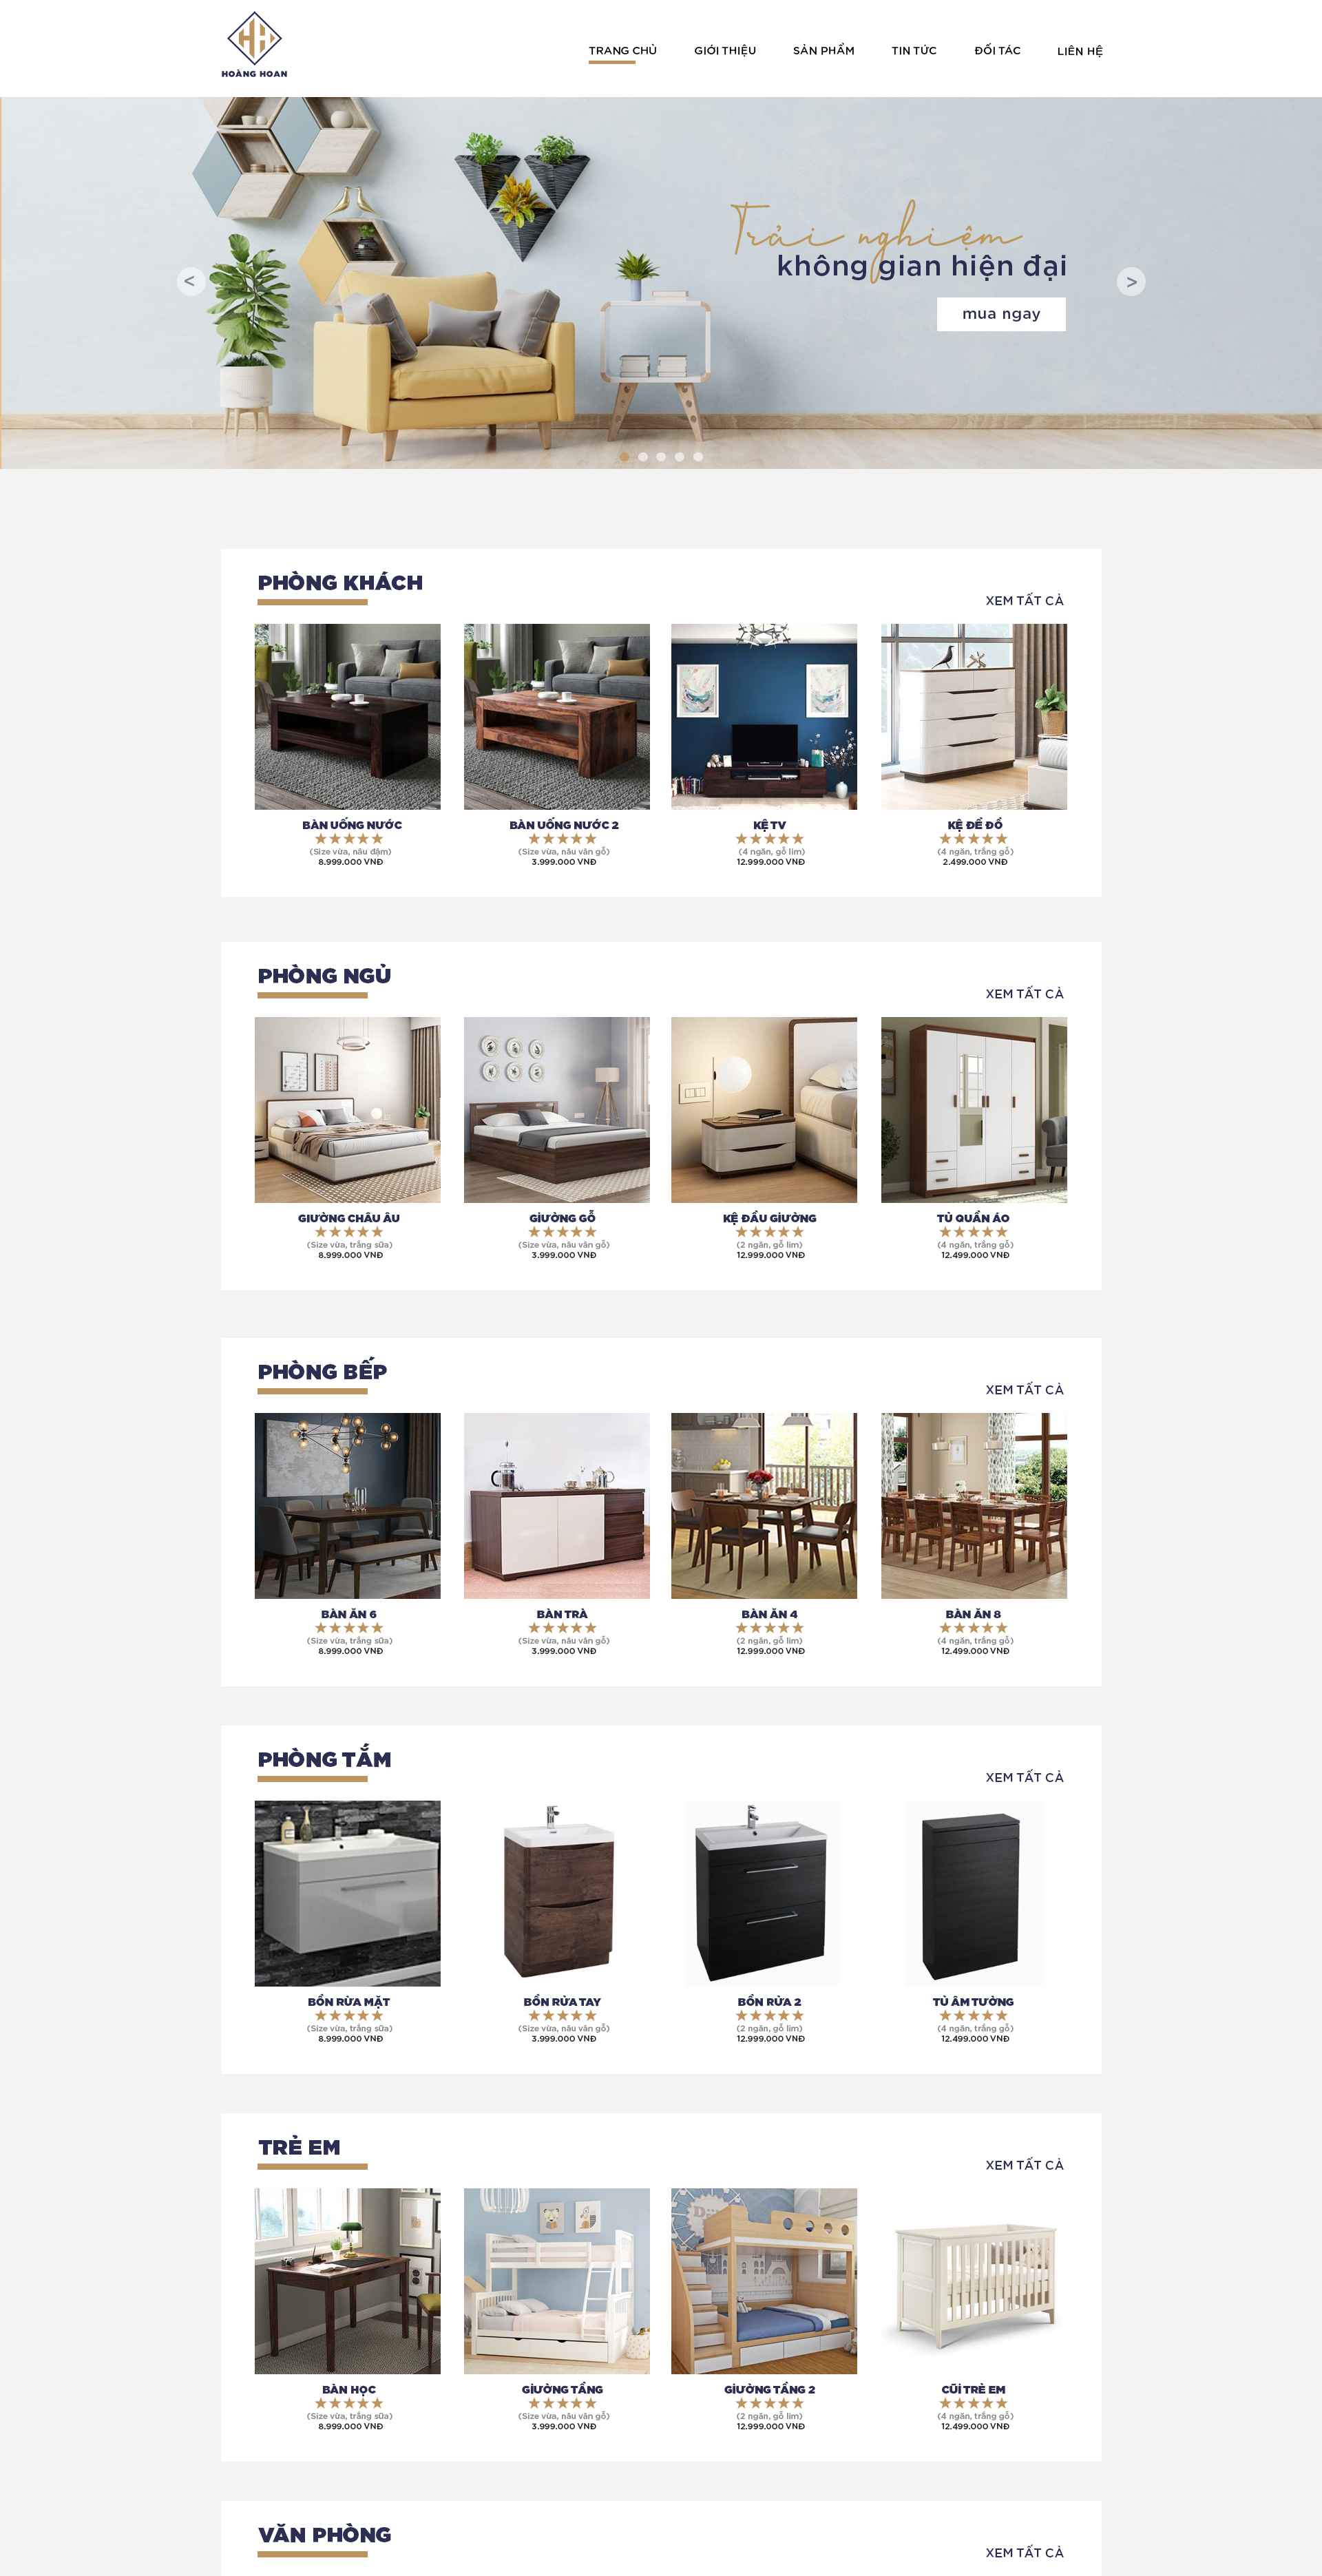 HOÀNG HOAN
TRANG CHỦ GIỚI THIỆU SẢN PHẨM TIN TỨC ĐỐI TÁC LIÊN HỆ
Trải nghiệm
không gian hiện đại
< >
mua ngay
PHÒNG KHÁCH
XEM TẤT CẢ
BÀN UỐNG NƯỚC BÀN UỐNG NƯỚC 2 KỆ TV KỆ ĐỂ ĐỒ
(Size vừa, nâu đậm) (Size vừa, nâu vân gỗ) (4 ngăn, gỗ lim) (4 ngăn, trắng gỗ)
8.999.000 VNĐ 3.999.000 VNĐ 12.999.000 VNĐ 2.499.000 VNĐ
PHÒNG NGỦ
XEM TẤT CẢ
GIƯỜNG CHÂU ÂU GIƯỜNG GỖ KỆ ĐẦU GIƯỜNG TỦ QUẦN ÁO
(Size vừa, trắng sữa) (Size vừa, nâu vân gỗ) (2 ngăn, gỗ lim) (4 ngăn, trắng gỗ)
8.999.000 VNĐ 3.999.000 VNĐ 12.999.000 VNĐ 12.499.000 VNĐ
PHÒNG BẾP
XEM TẤT CẢ
BÀN ĂN 6 BÀN TRÀ BÀN ĂN 4 BÀN ĂN 8
(Size vừa, trắng sữa) (Size vừa, nâu vân gỗ) (2 ngăn, gỗ lim) (4 ngăn, trắng gỗ)
8.999.000 VNĐ 3.999.000 VNĐ 12.999.000 VNĐ 12.499.000 VNĐ
PHÒNG TẮM
XEM TẤT CẢ
BỒN RỪA MẶT BỒN RỬA TAY BỒN RỬA 2 TỦ ÂM TƯỜNG
(Size vừa, trắng sữa) (Size vừa, nâu vân gỗ) (2 ngăn, gỗ lim) (4 ngăn, trắng gỗ)
8.999.000 VNĐ 3.999.000 VNĐ 12.999.000 VNĐ 12.499.000 VNĐ
TRẺ EM
XEM TẤT CẢ
BÀN HỌC GIƯỜNG TẦNG GIƯỜNG TẦNG 2 CŨI TRẺ EM
(Size vừa, trắng sữa) (Size vừa, nâu vân gỗ) (2 ngăn, gỗ lim) (4 ngăn, trắng gỗ)
8.999.000 VNĐ 3.999.000 VNĐ 12.999.000 VNĐ 12.499.000 VNĐ
VĂN PHÒNG
XEM TẤT CẢ